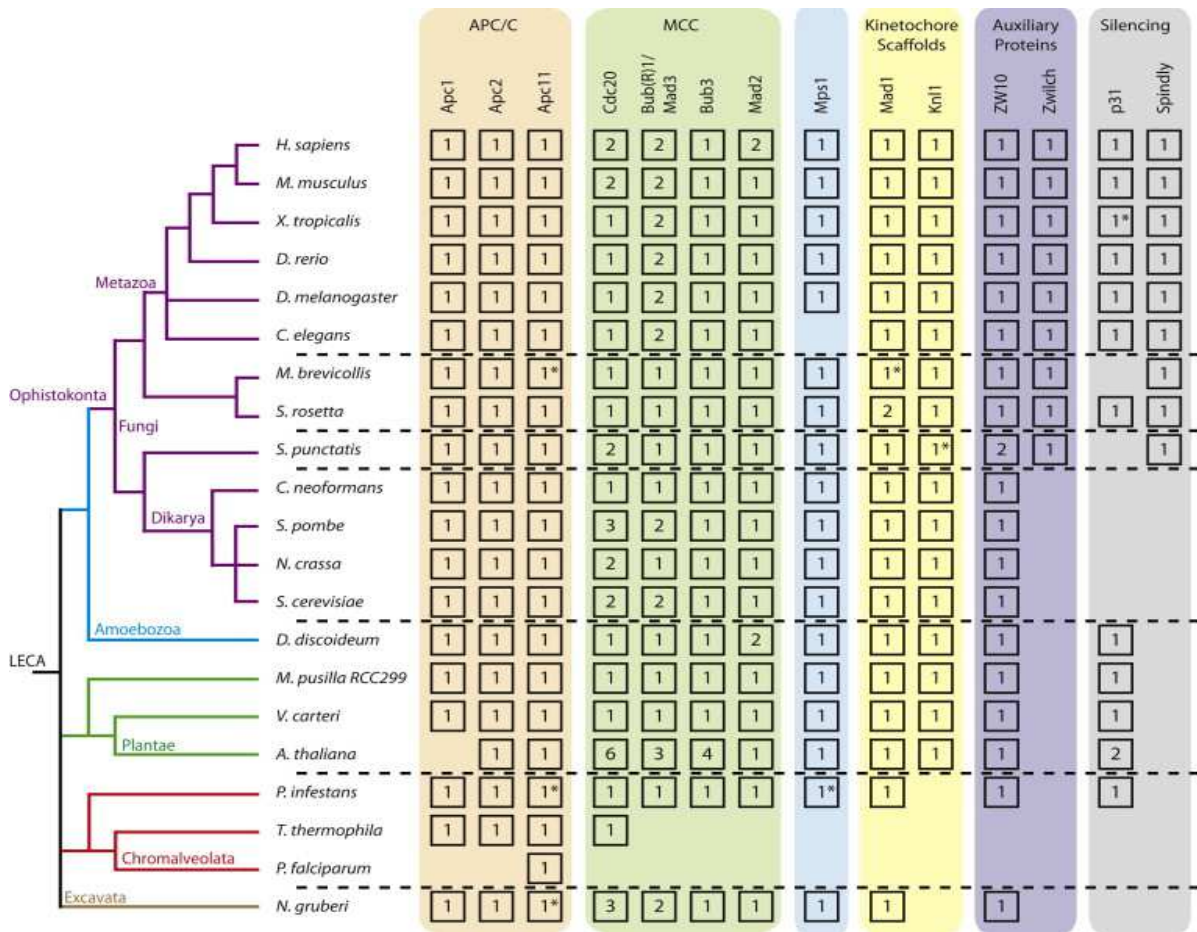 APC/C MCC Kinetochore Scaffolds Auxiliary Proteins Silencing
Apc1 Apc2 Apc11 Cdc20 Bub(R)1/ Mad3 Bub3 Mad2 Mps1 Mad1 Knl1 ZW10 Zwilch p31 Spindly
H. sapiens 1 1 1 2 2 1 2 1 1 1 1 1 1 1
M. musculus 1 1 1 2 2 1 1 1 1 1 1 1 1 1
X. tropicalis 1 1 1 1 2 1 1 1 1 1 1 1 1* 1
D. rerio 1 1 1 1 2 1 1 1 1 1 1 1 1 1
Metazoa
D. melanogaster 1 1 1 1 2 1 1 1 1 1 1 1 1 1
C. elegans 1 1 1 1 2 1 1 1 1 1 1 1 1
M. brevicollis 1 1 1* 1 1 1 1 1 1* 1 1 1 1
Ophistokonta
S. rosetta 1 1 1 1 1 1 1 1 2 1 1 1 1 1
Fungi
S. punctatis 1 1 1 2 1 1 1 1 1 1* 2 1 1
C. neoformans 1 1 1 1 1 1 1 1 1 1 1
Dikarya
S. pombe 1 1 1 3 2 1 1 1 1 1 1
N. crassa 1 1 1 2 1 1 1 1 1 1 1
S. cerevisiae 1 1 1 2 2 1 1 1 1 1 1
Amoebozoa
D. discoideum 1 1 1 1 1 1 2 1 1 1 1 1
LECA
M. pusilla RCC299 1 1 1 1 1 1 1 1 1 1 1 1
V. carteri 1 1 1 1 1 1 1 1 1 1 1 1
Plantae
A. thaliana 1 1 6 3 4 1 1 1 1 1 2
P. infestans 1 1 1* 1 1 1 1 1* 1 1 1
T. thermophila 1 1 1 1
Chromalveolata
P. falciparum 1
Excavata
N. gruberi 1 1 1* 3 2 1 1 1 1 1